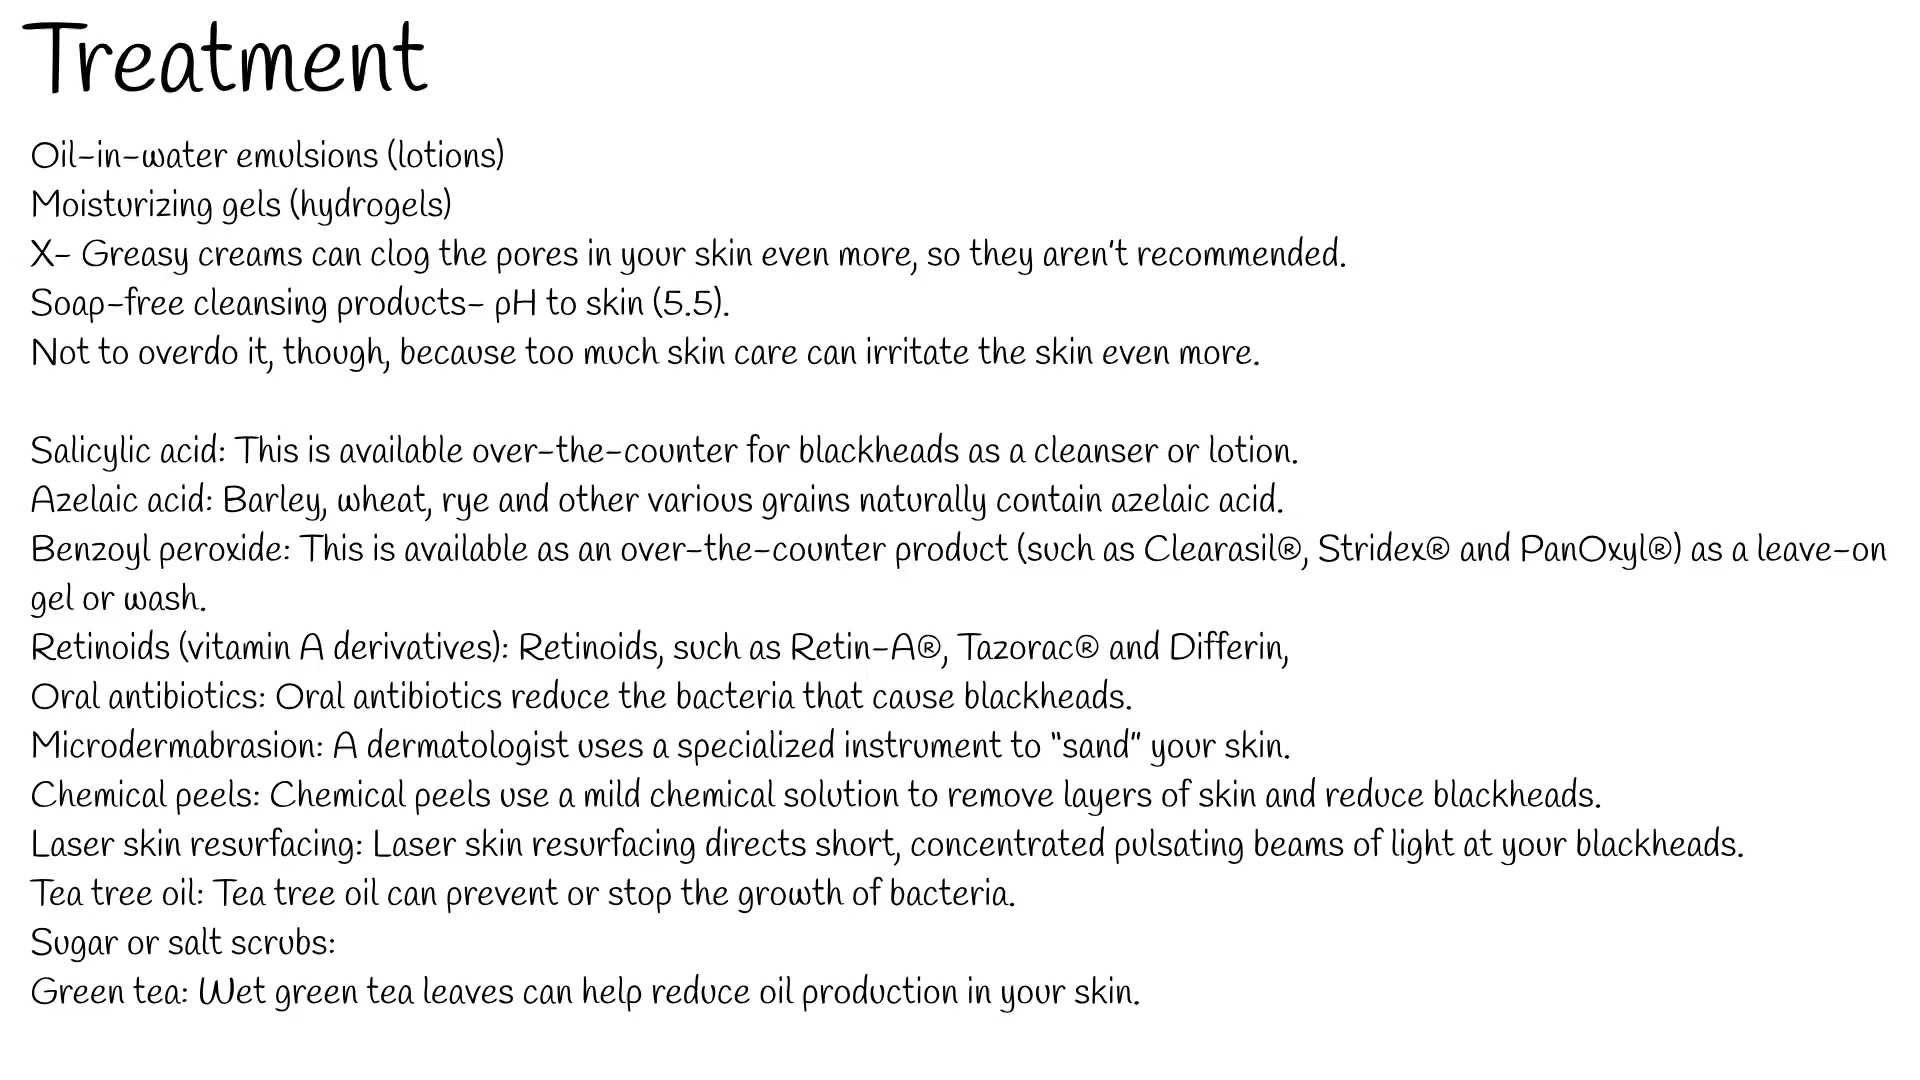 Treatment
Oil-in-water emulsions (lotions)
Moisturizing gels (hydrogels)
X- Greasy creams can clog the pores in your skin even more, so they aren't recommended.
Soap-free cleansing products- pH to skin (5.5).
Not to overdo it, though, because too much skin care can irritate the skin even more.
Salicylic acid: This is available over-the-counter for blackheads as a cleanser or lotion.
Azelaic acid: Barley, wheat, rye and other various grains naturally contain azelaic acid.
Benzoyl peroxide: This is available as an over-the-counter product (such as Clearasil®, Stridex® and PanOxyl®) as a leave-on
gel or wash.
Retinoids (vitamin A derivatives): Retinoids, such as Retin-A®, Tazorac® and Differin,
Oral antibiotics: Oral antibiotics reduce the bacteria that cause blackheads.
Microdermabrasion: A dermatologist uses a specialized instrument to "sand" your skin.
Chemical peels: Chemical peels use a mild chemical solution to remove layers of skin and reduce blackheads.
Laser skin resurfacing: Laser skin resurfacing directs short, concentrated pulsating beams of light at your blackheads.
Tea tree oil: Tea tree oil can prevent or stop the growth of bacteria.
Sugar or salt scrubs:
Green tea: Wet green tea leaves can help reduce oil production in your skin.